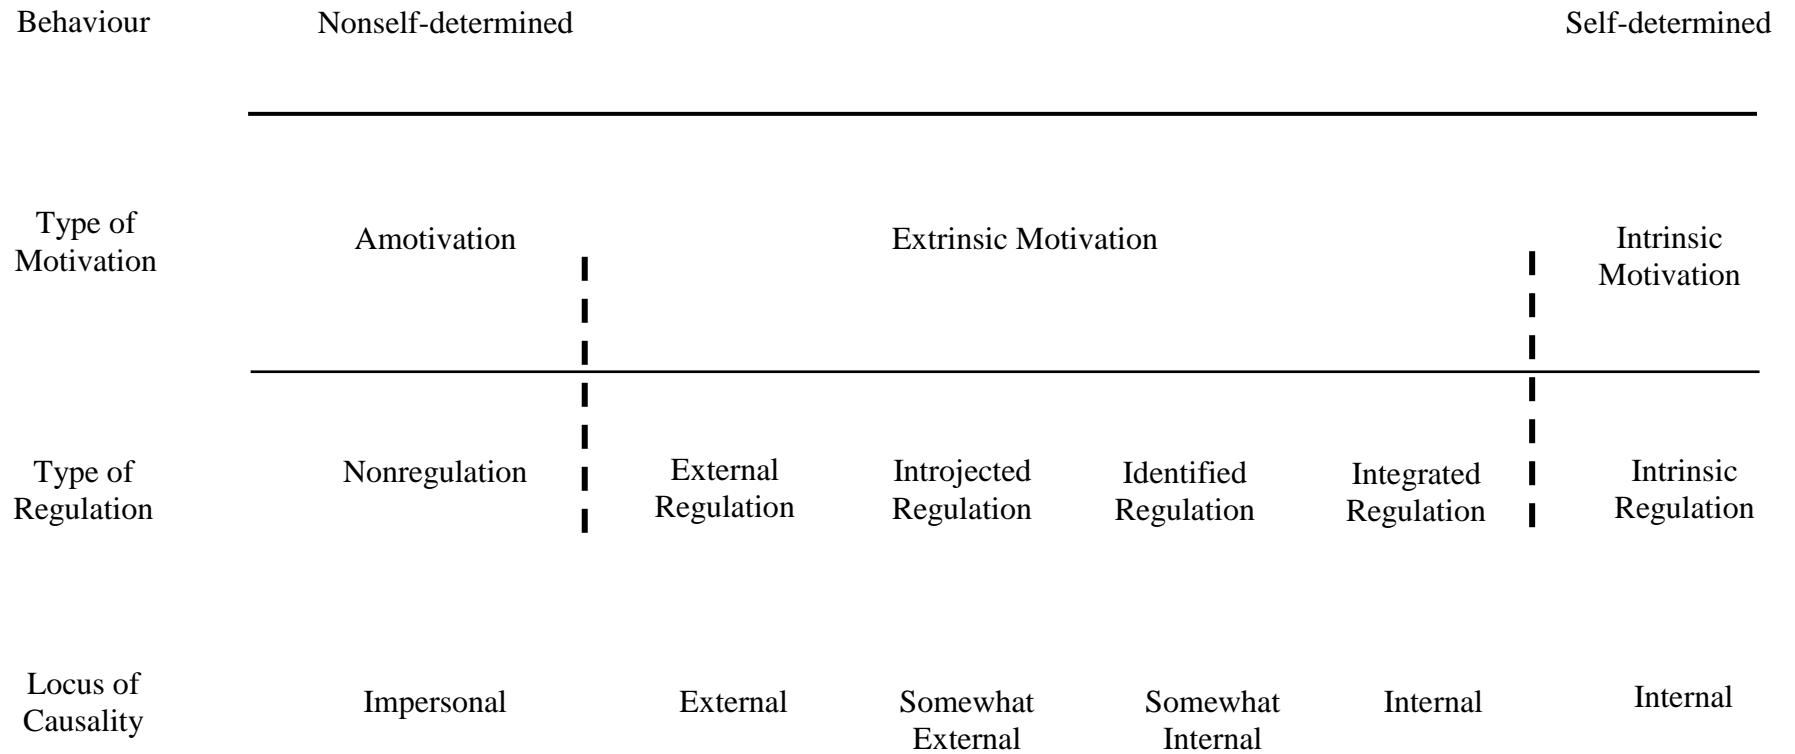 Behaviour Nonself-determined Self-determined
Type of
Motivation
Amotivation
Extrinsic Motivation
Intrinsic
Motivation
Type of
Regulation
Nonregulation
External
Regulation
Introjected
Regulation
Identified
Regulation
Integrated
Regulation
Intrinsic
Regulation
Locus of
Causality
Impersonal
External
Somewhat
External
Somewhat
Internal
Internal
Internal